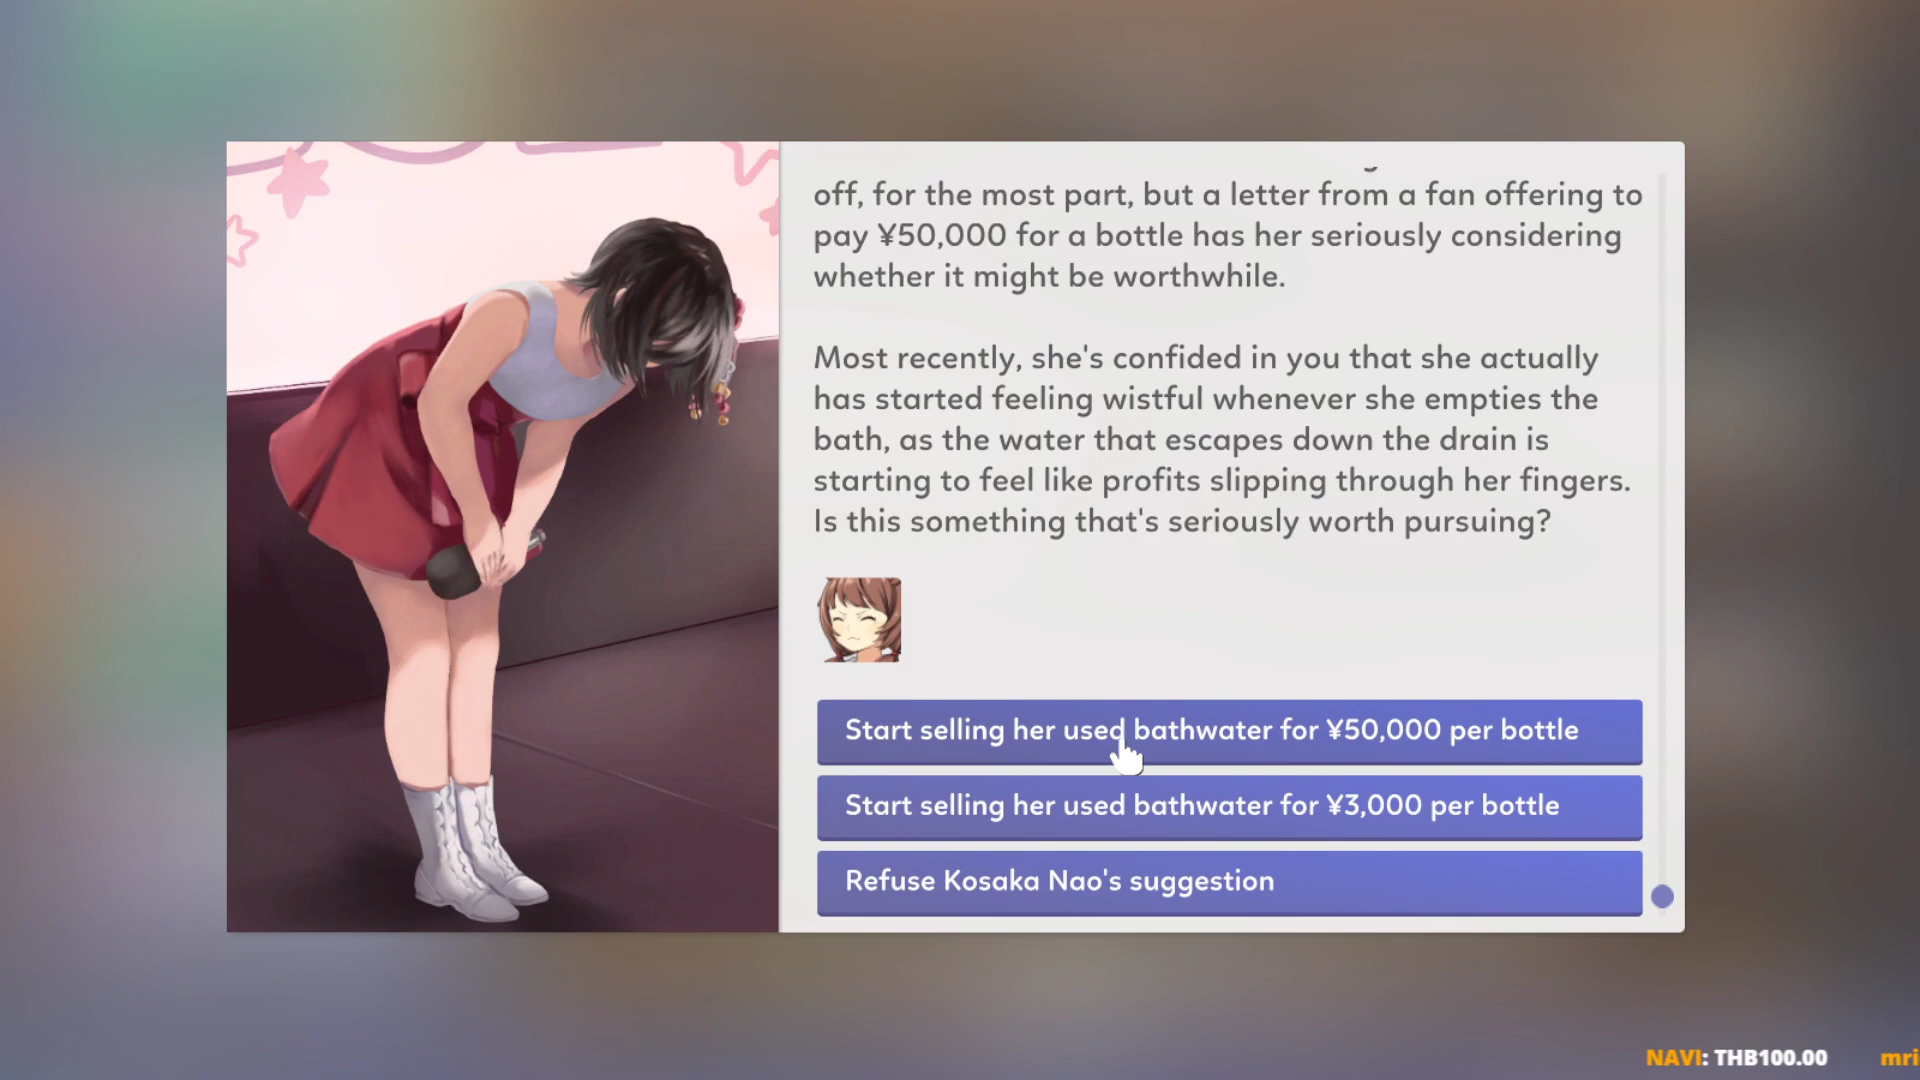 off, for the most part, but a letter from a fan offering to
pay ¥50,000 for a bottle has her seriously considering
whether it might be worthwhile.
Most recently, she's confided in you that she actually
has started feeling wistful whenever she empties the
bath, as the water that escapes down the drain is
starting to feel like profits slipping through her fingers.
Is this something that's seriously worth pursuing?
Start selling her used bathwater for ¥50,000 per bottle
Start selling her used bathwater for ¥3,000 per bottle
Refuse Kosaka Nao's suggestion
NAVI: THB100.00 mri